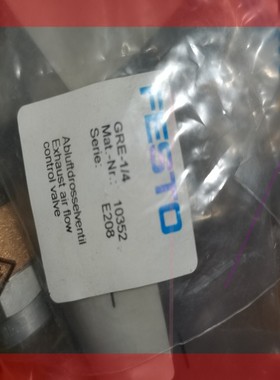 FESTO
GRE-1/4
Mat.-Nr.: 10352
Serie: E208
Abluftdrosselventil
Exhaust air flow
control valve